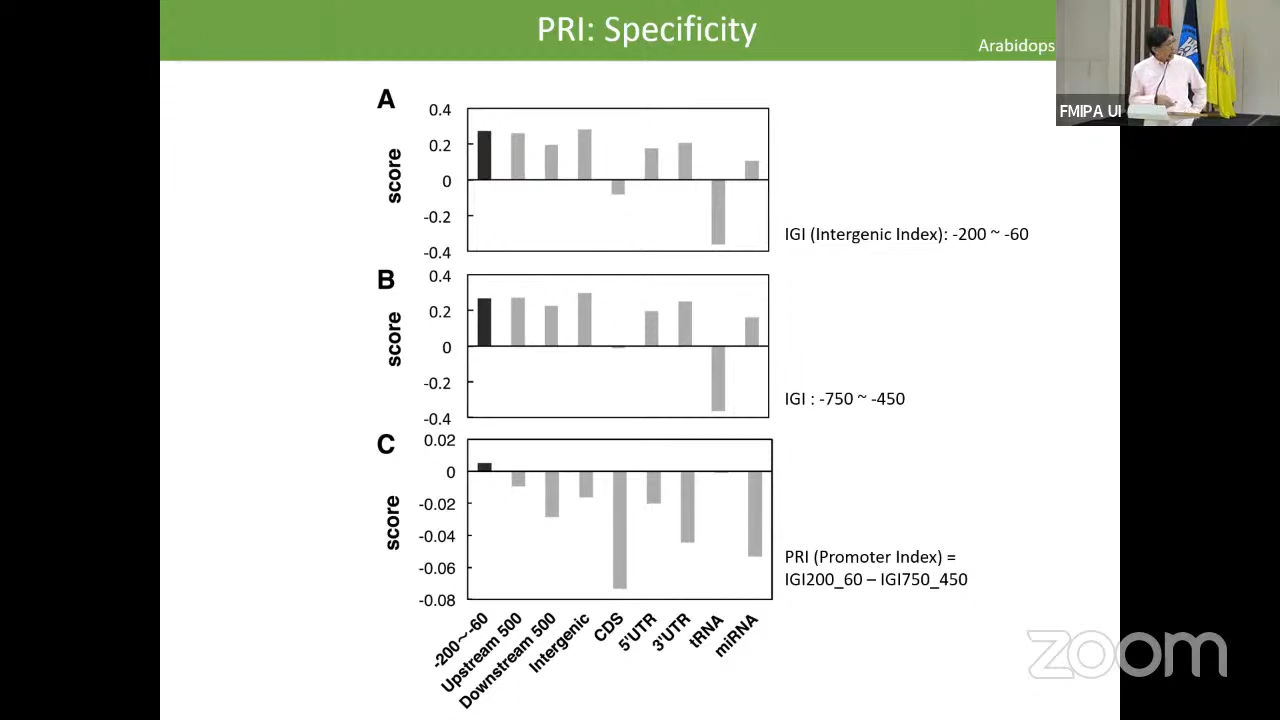 PRI: Specificity
Arabidops
FMIPA UI
A
0.4
0.2
0
-0.2
-0.4
score
IGI (Intergenic Index): -200 ~ -60
B
0.4
0.2
0
-0.2
-0.4
score
IGI : -750 ~ -450
C
0.02
0
-0.02
-0.04
-0.06
-0.08
score
PRI (Promoter Index) =
IGI200_60 – IGI750_450
-200~-60
Upstream 500
Downstream 500
Intergenic
CDS
5'UTR
3'UTR
tRNA
miRNA
zoom